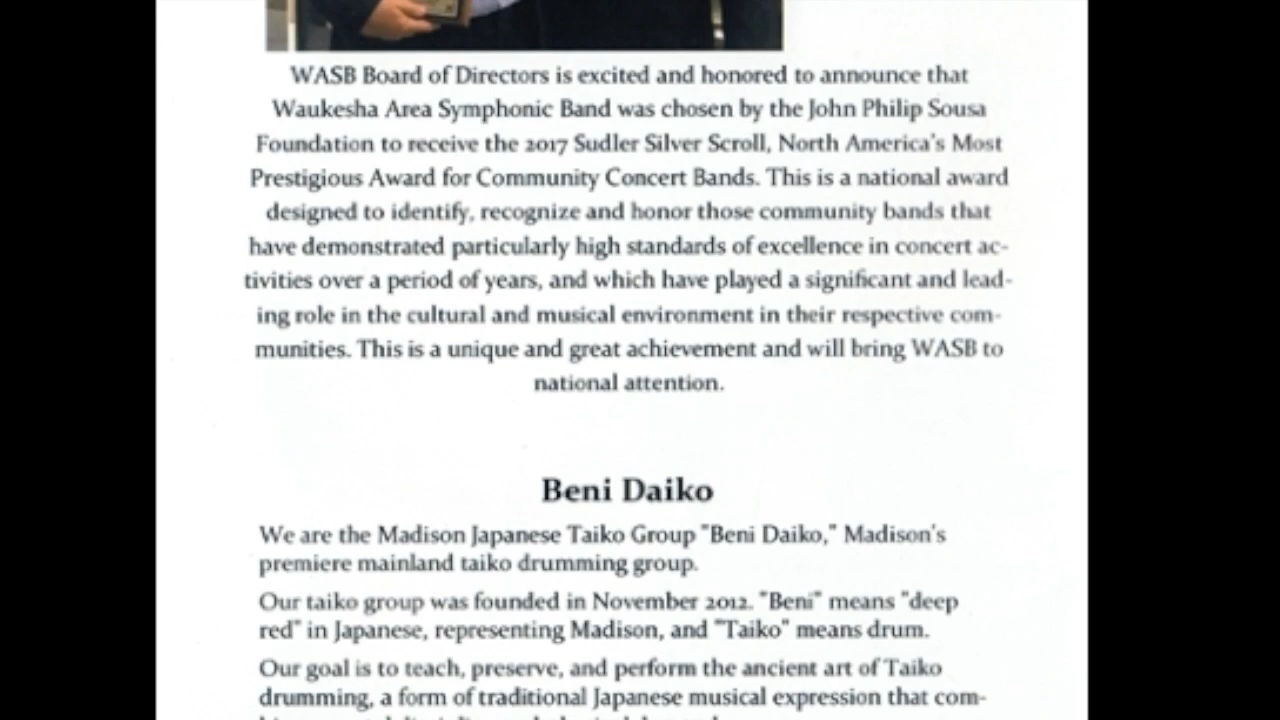 WASB Board of Directors is excited and honored to announce that
Waukesha Area Symphonic Band was chosen by the John Philip Sousa
Foundation to receive the 2017 Sudler Silver Scroll, North America's Most
Prestigious Award for Community Concert Bands. This is a national award
designed to identify, recognize and honor those community bands that
have demonstrated particularly high standards of excellence in concert ac-
tivities over a period of years, and which have played a significant and lead-
ing role in the cultural and musical environment in their respective com-
munities. This is a unique and great achievement and will bring WASB to
national attention.
Beni Daiko
We are the Madison Japanese Taiko Group "Beni Daiko," Madison's
premiere mainland taiko drumming group.
Our taiko group was founded in November 2012. "Beni" means "deep
red" in Japanese, representing Madison, and "Taiko" means drum.
Our goal is to teach, preserve, and perform the ancient art of Taiko
drumming, a form of traditional Japanese musical expression that com-